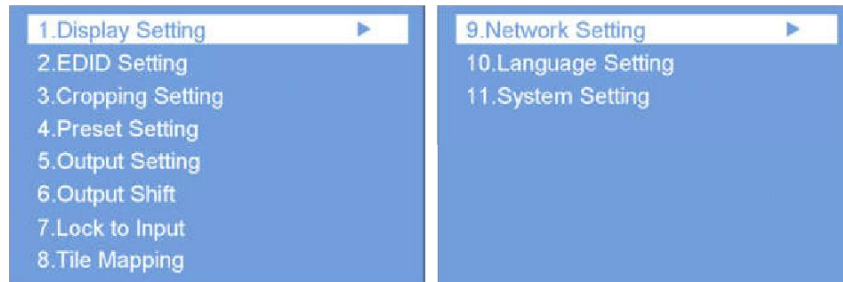 1.Display Setting
2.EDID Setting
3.Cropping Setting
4.Preset Setting
5.Output Setting
6.Output Shift
7.Lock to Input
8.Tile Mapping
9.Network Setting
10.Language Setting
11.System Setting